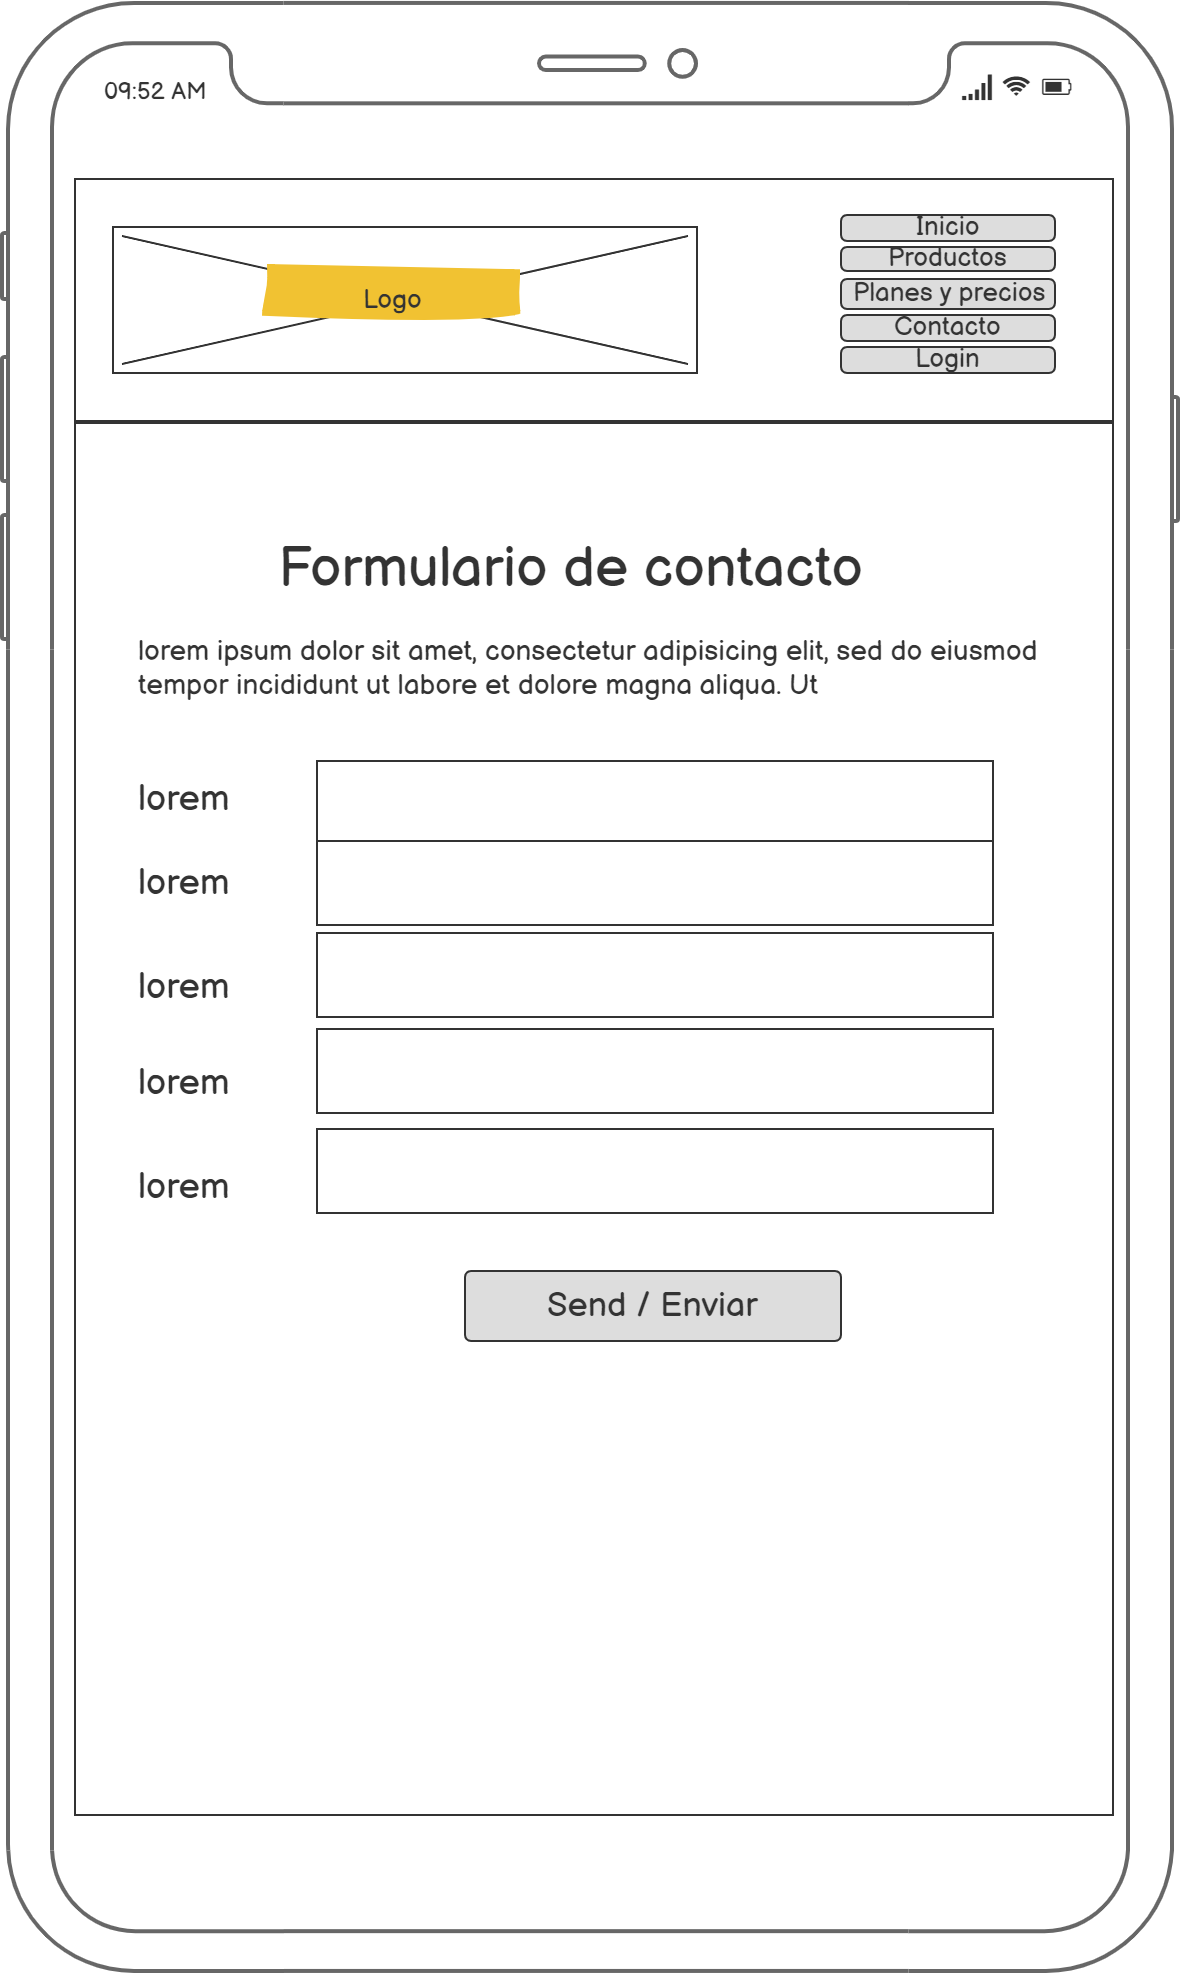 09:52 AM
Logo
Inicio
Productos
Planes y precios
Contacto
Login
Formulario de contacto
lorem ipsum dolor sit amet, consectetur adipisicing elit, sed do eiusmod
tempor incididunt ut labore et dolore magna aliqua. Ut
lorem
lorem
lorem
lorem
lorem
Send / Enviar